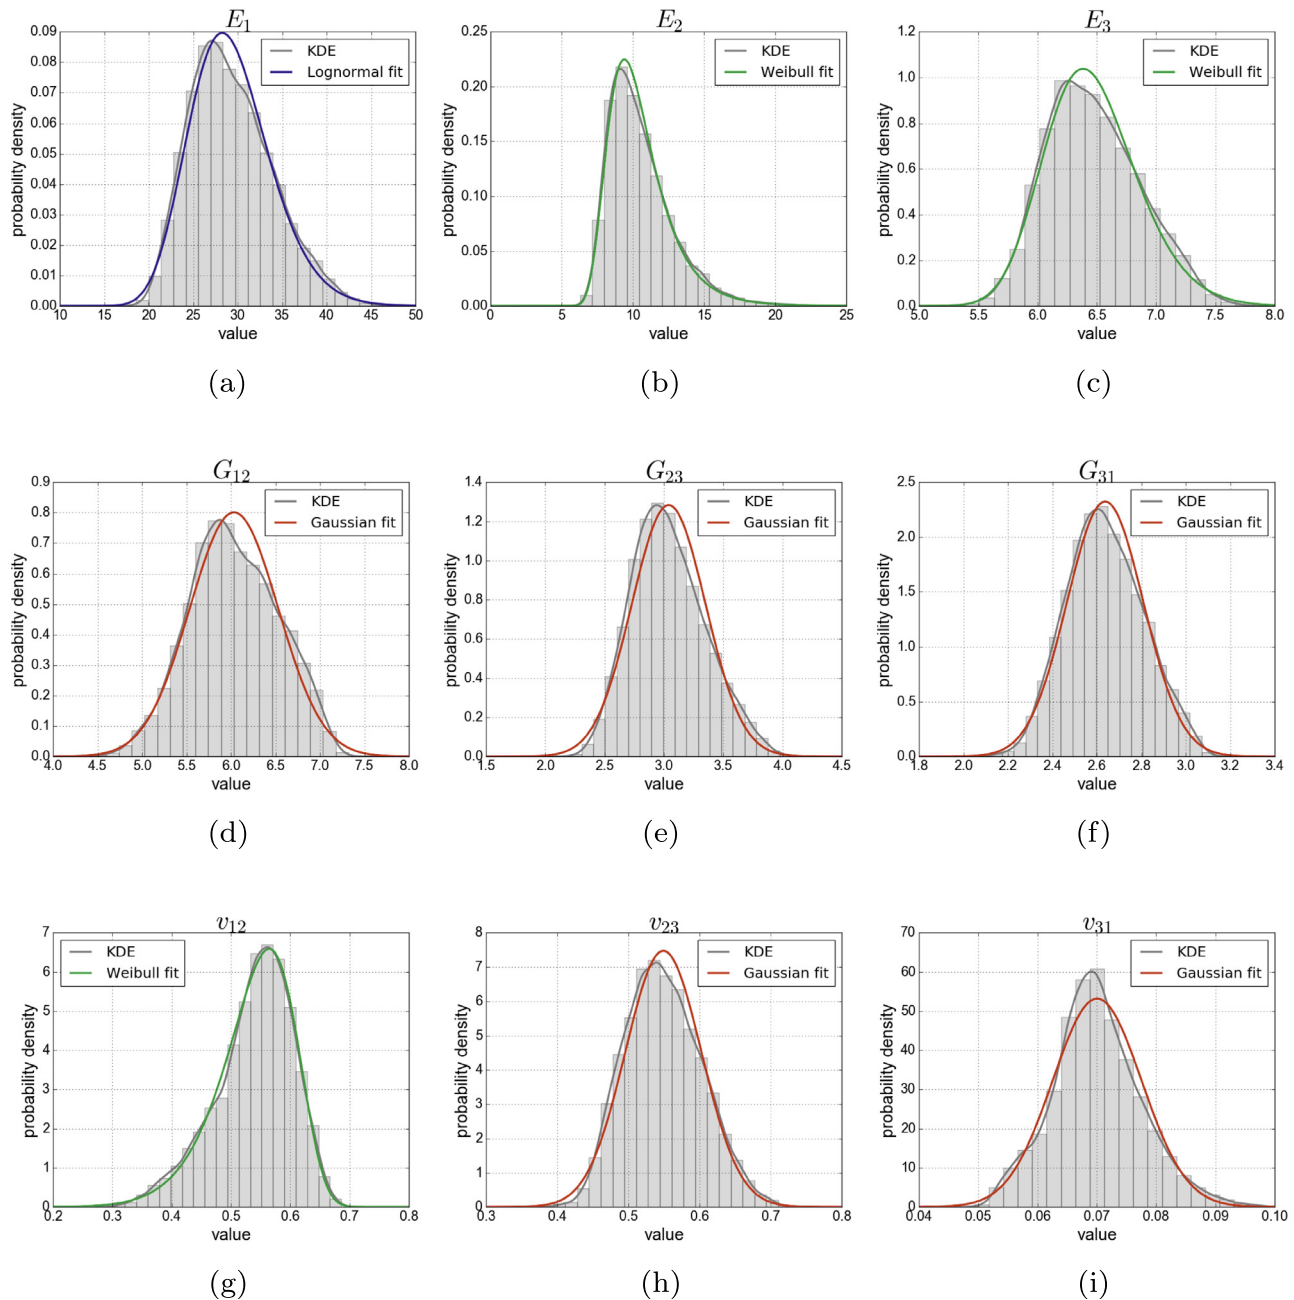 E1
0.09
0.08
0.07
0.06
0.05
0.04
0.03
0.02
0.01
0.00
probability density
KDE
Lognormal fit
10 15 20 25 30 35 40 45 50
value
(a)
E2
0.25
0.20
0.15
0.10
0.05
0.00
probability density
KDE
Weibull fit
0 5 10 15 20 25
value
(b)
E3
1.2
1.0
0.8
0.6
0.4
0.2
0.0
probability density
KDE
Weibull fit
5.0 5.5 6.0 6.5 7.0 7.5 8.0
value
(c)
G12
0.9
0.8
0.7
0.6
0.5
0.4
0.3
0.2
0.1
0.0
probability density
KDE
Gaussian fit
4.0 4.5 5.0 5.5 6.0 6.5 7.0 7.5 8.0
value
(d)
G23
1.4
1.2
1.0
0.8
0.6
0.4
0.2
0.0
probability density
KDE
Gaussian fit
1.5 2.0 2.5 3.0 3.5 4.0 4.5
value
(e)
G31
2.5
2.0
1.5
1.0
0.5
0.0
probability density
KDE
Gaussian fit
1.8 2.0 2.2 2.4 2.6 2.8 3.0 3.2 3.4
value
(f)
v12
7
6
5
4
3
2
1
0
probability density
KDE
Weibull fit
0.2 0.3 0.4 0.5 0.6 0.7 0.8
value
(g)
v23
8
7
6
5
4
3
2
1
0
probability density
KDE
Gaussian fit
0.3 0.4 0.5 0.6 0.7 0.8
value
(h)
v31
70
60
50
40
30
20
10
0
probability density
KDE
Gaussian fit
0.04 0.05 0.06 0.07 0.08 0.09 0.10
value
(i)